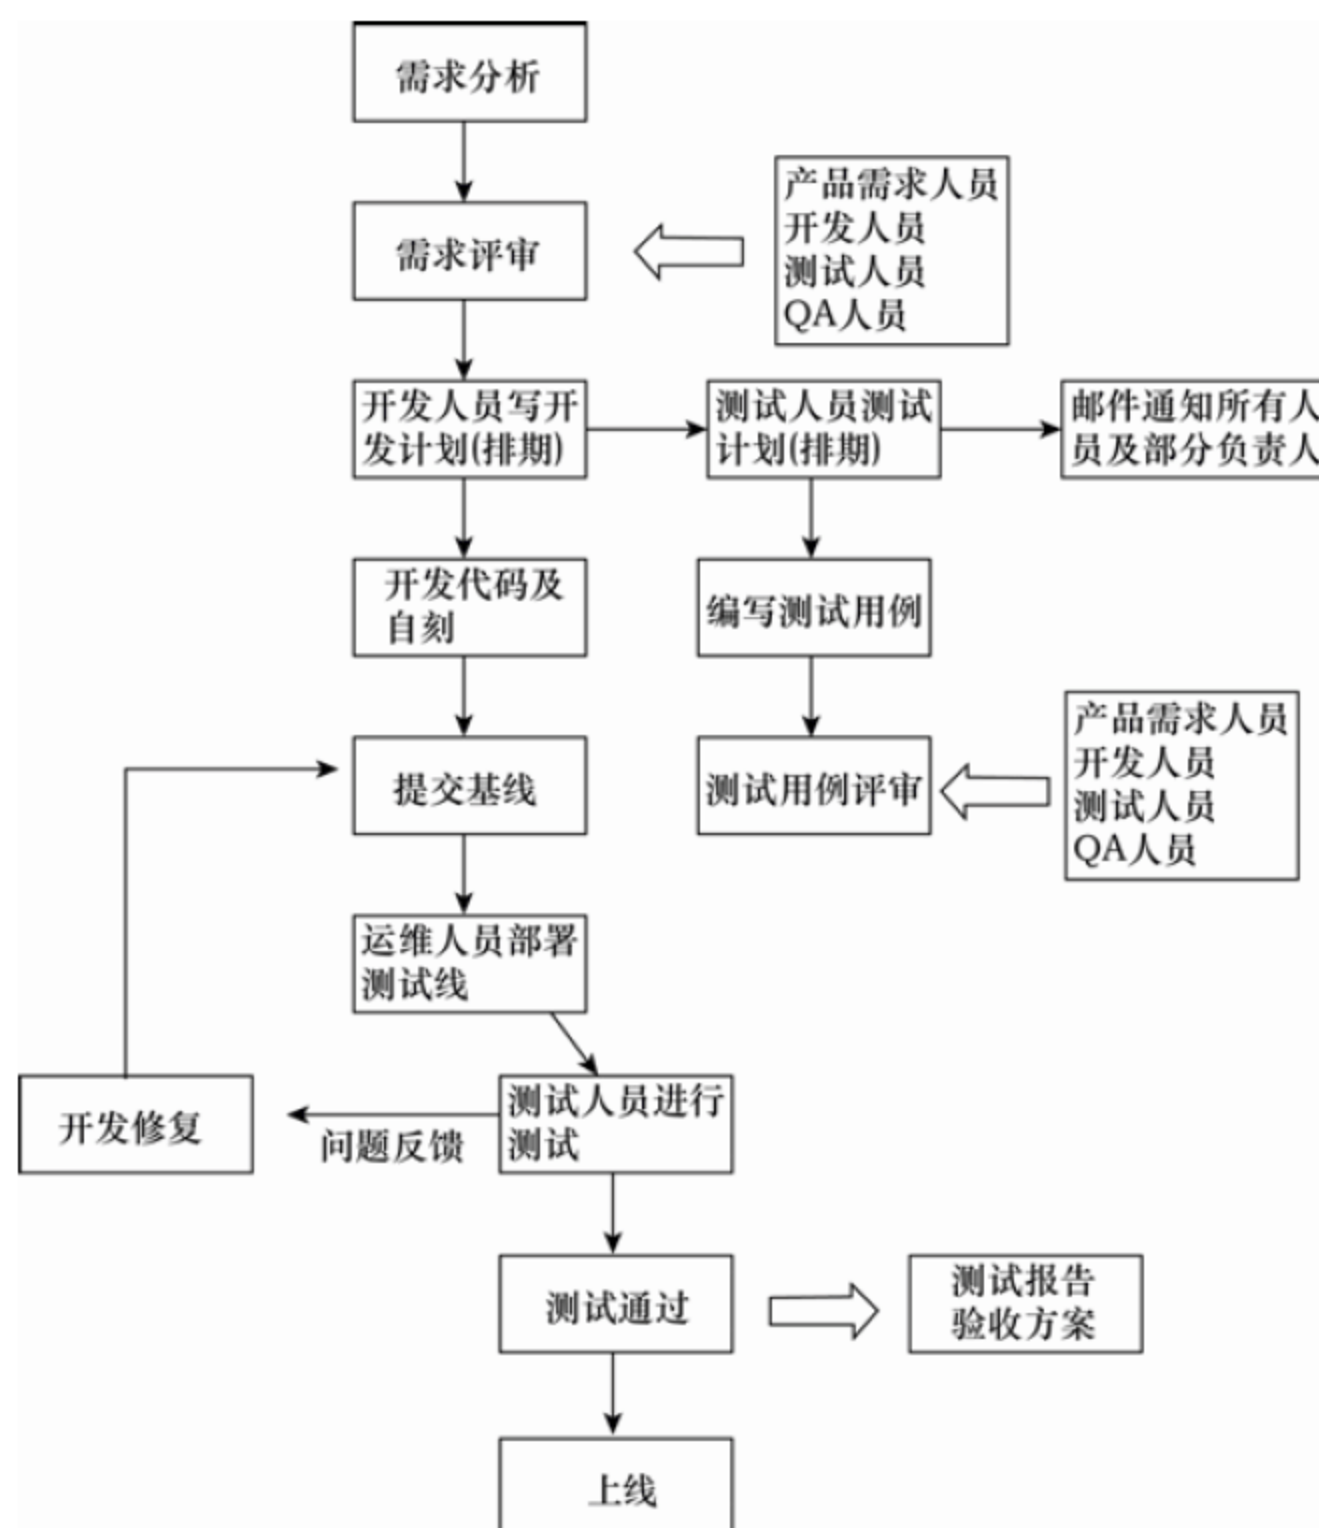 需求分析
需求评审
产品需求人员
开发人员
测试人员
QA人员
开发人员写开
发计划(排期)
测试人员测试
计划(排期)
邮件通知所有人
员及部分负责人
开发代码及
自刻
编写测试用例
提交基线
测试用例评审
产品需求人员
开发人员
测试人员
QA人员
运维人员部署
测试线
开发修复
问题反馈
测试人员进行
测试
测试通过
测试报告
验收方案
上线